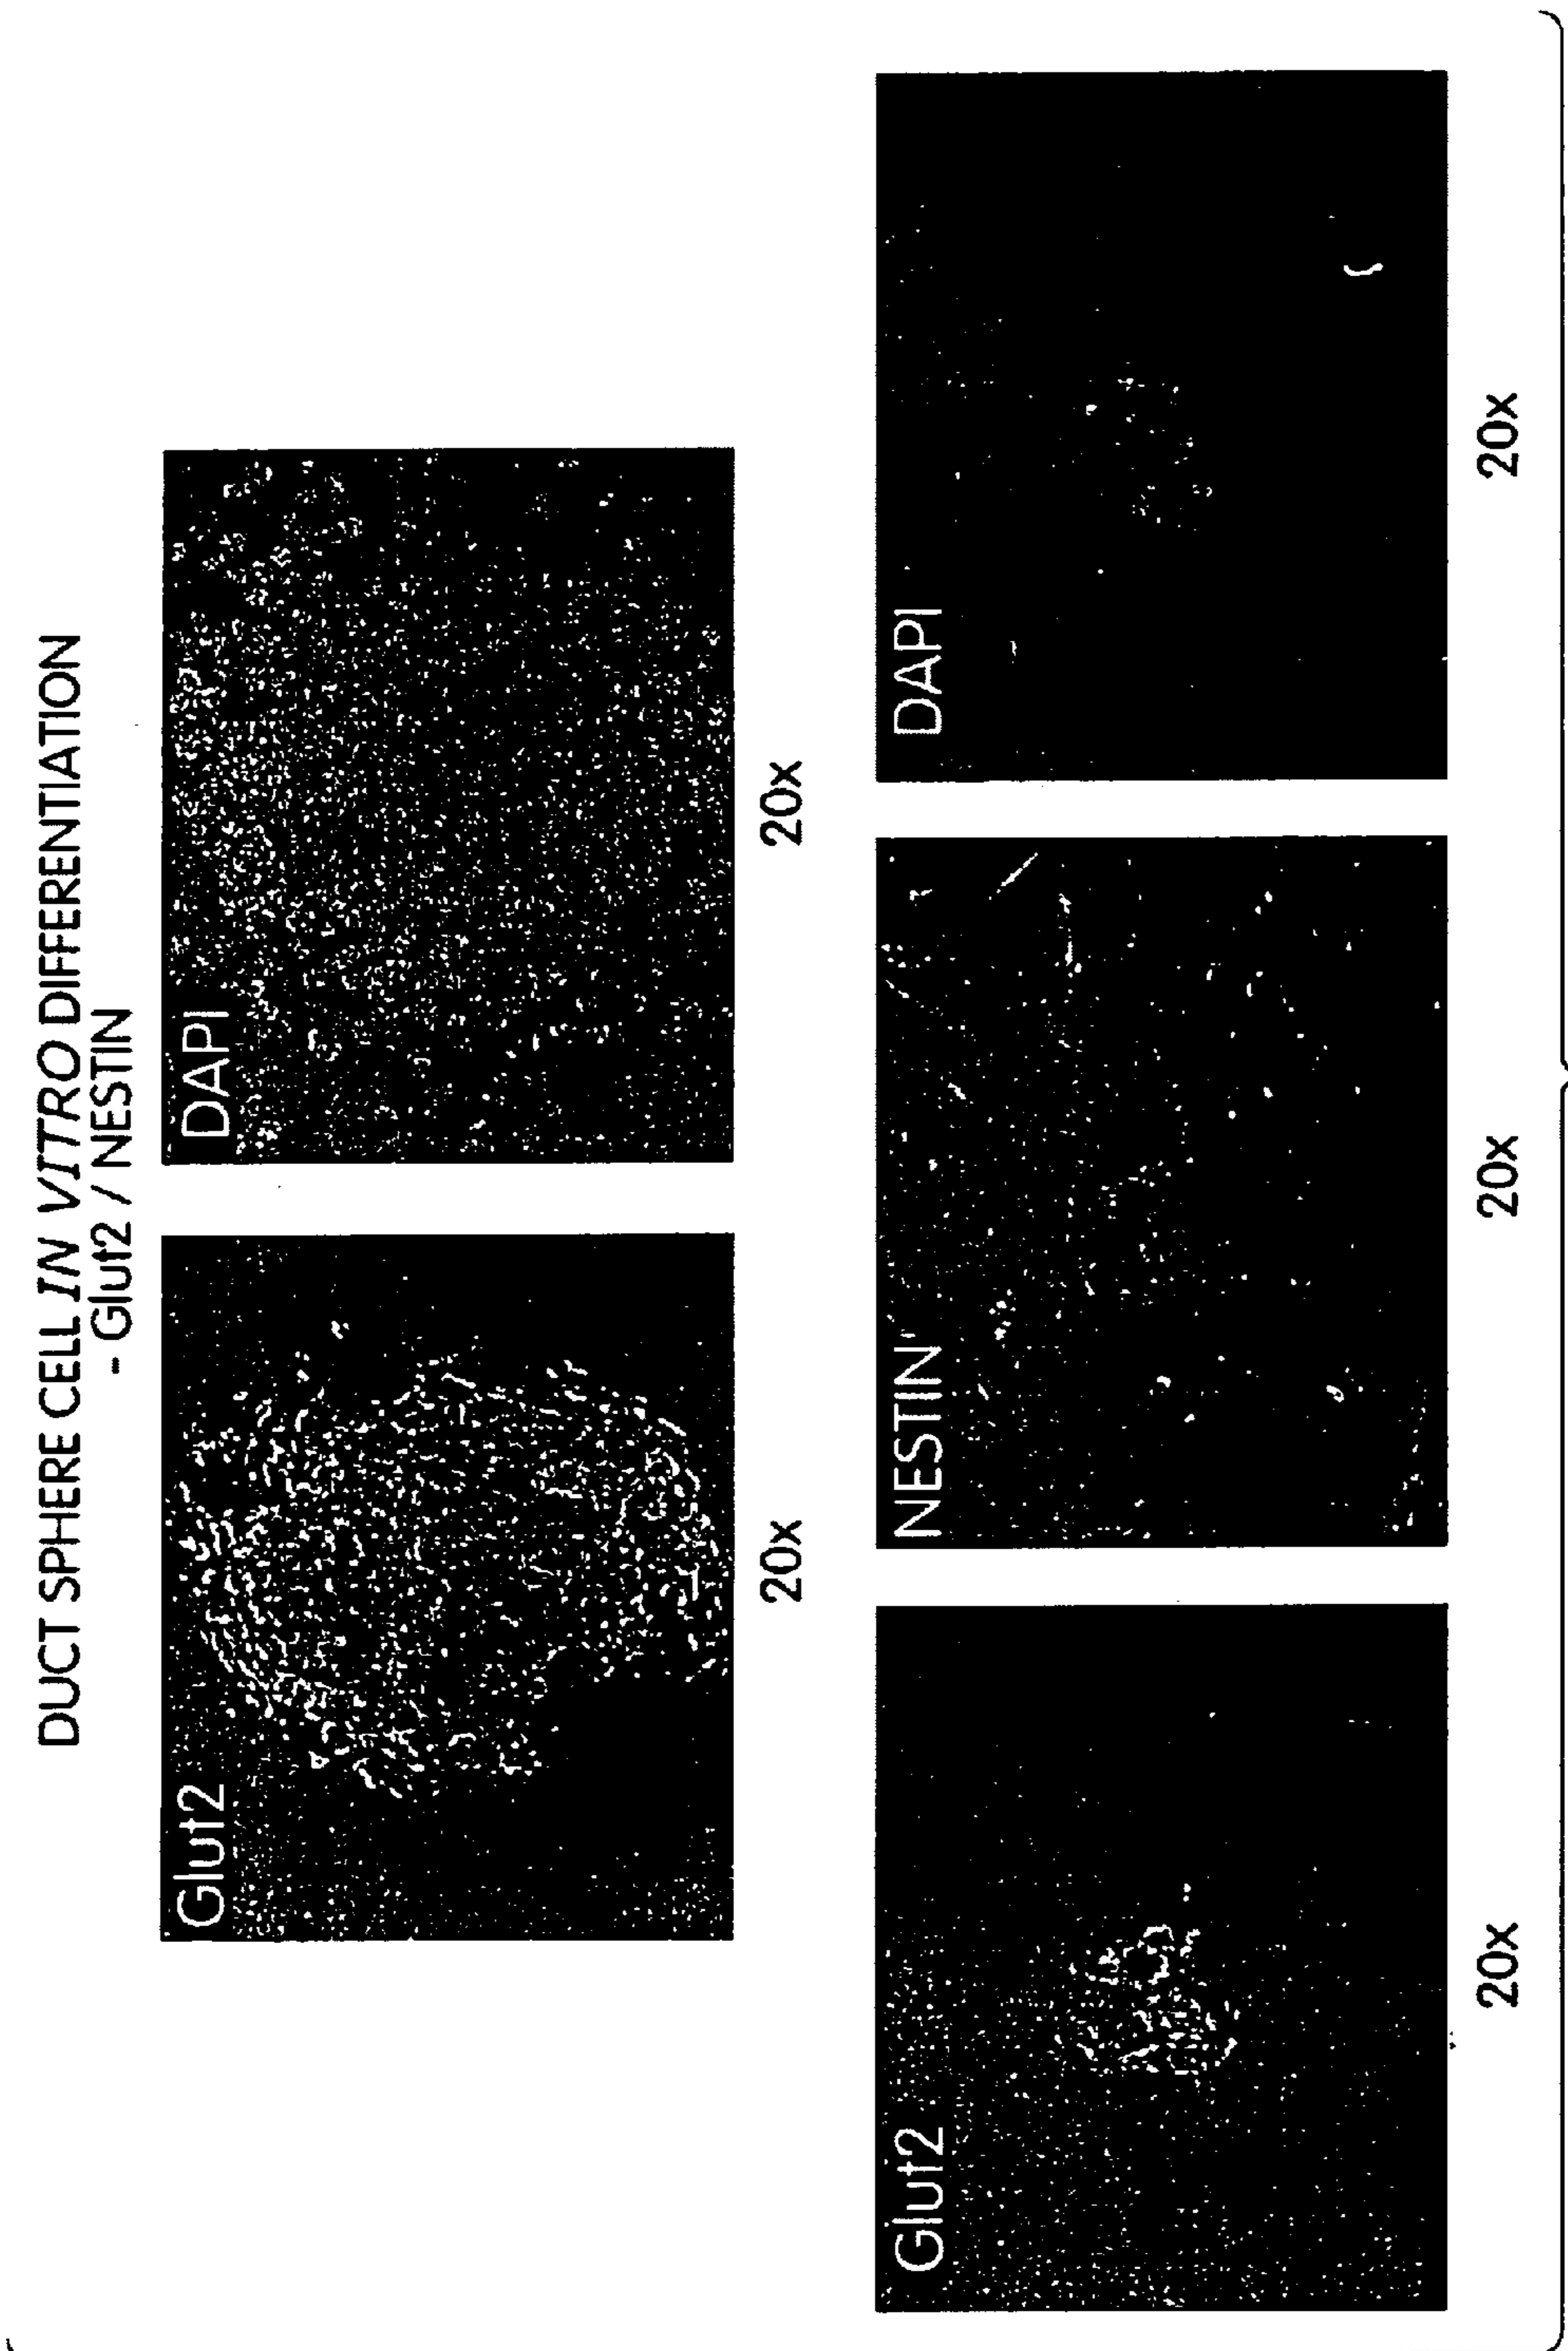 DUCT SPHERE CELL IN VITRO DIFFERENTIATION
- Glut2 / NESTIN
Glut2
DAPI
20x
20x
Glut2
NESTIN
DAPI
20x
20x
20x